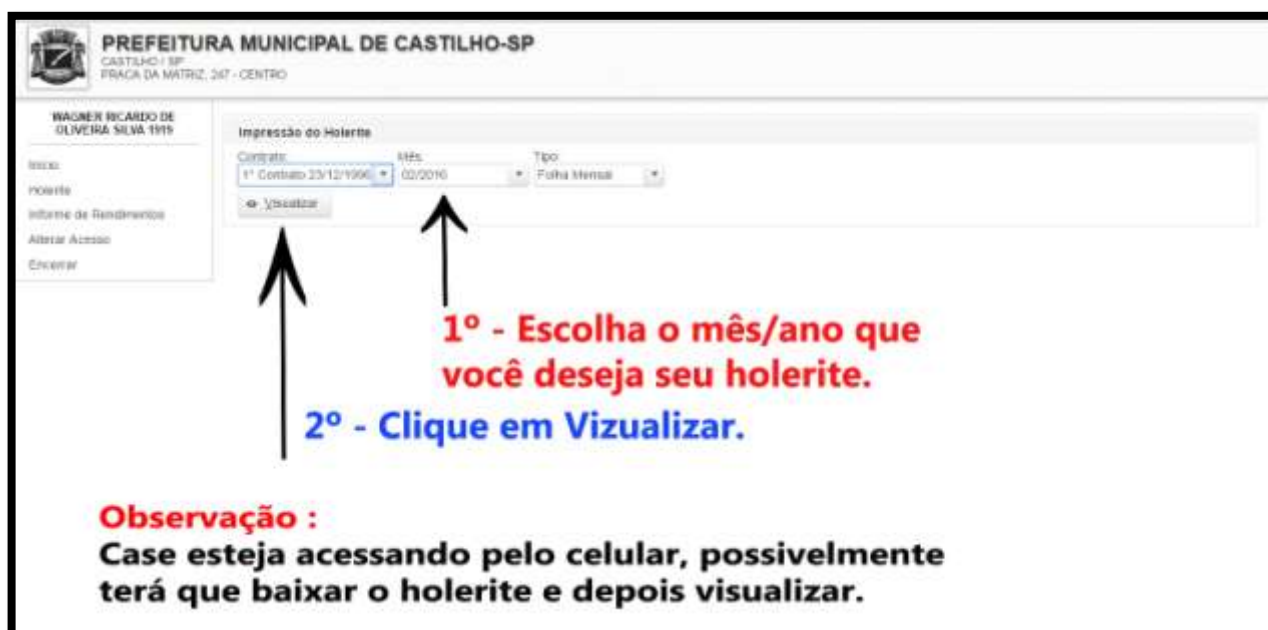 PREFEITURA MUNICIPAL DE CASTILHO-SP
CASTILHO / SP
PRACA DA MATRIZ, 247 - CENTRO
WAGNER RICARDO DE
OLIVEIRA SILVA 1919
Início
Holerite
Informe de Rendimentos
Alterar Acesso
Encerrar
Impressão do Holerite
Contrato: Mês: Tipo:
1º Contrato 23/12/1996 02/2016 Folha Mensal
Visualizar
1º - Escolha o mês/ano que
você deseja seu holerite.
2º - Clique em Vizualizar.
Observação :
Case esteja acessando pelo celular, possivelmente
terá que baixar o holerite e depois visualizar.